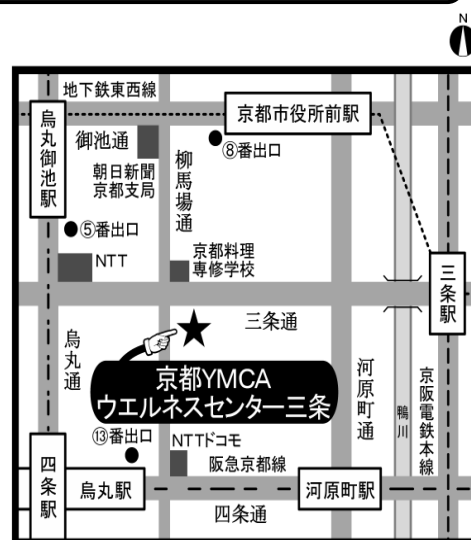 N
地下鉄東西線
烏丸御池駅
京都市役所前駅
御池通
⑧番出口
朝日新聞
京都支局
柳馬場通
⑤番出口
NTT
京都料理
専修学校
三条駅
三条通
烏丸通
京都YMCA
ウエルネスセンター三条
河原町通
鴨川
京阪電鉄本線
⑬番出口
NTTドコモ
阪急京都線
四条駅
烏丸駅
河原町駅
四条通